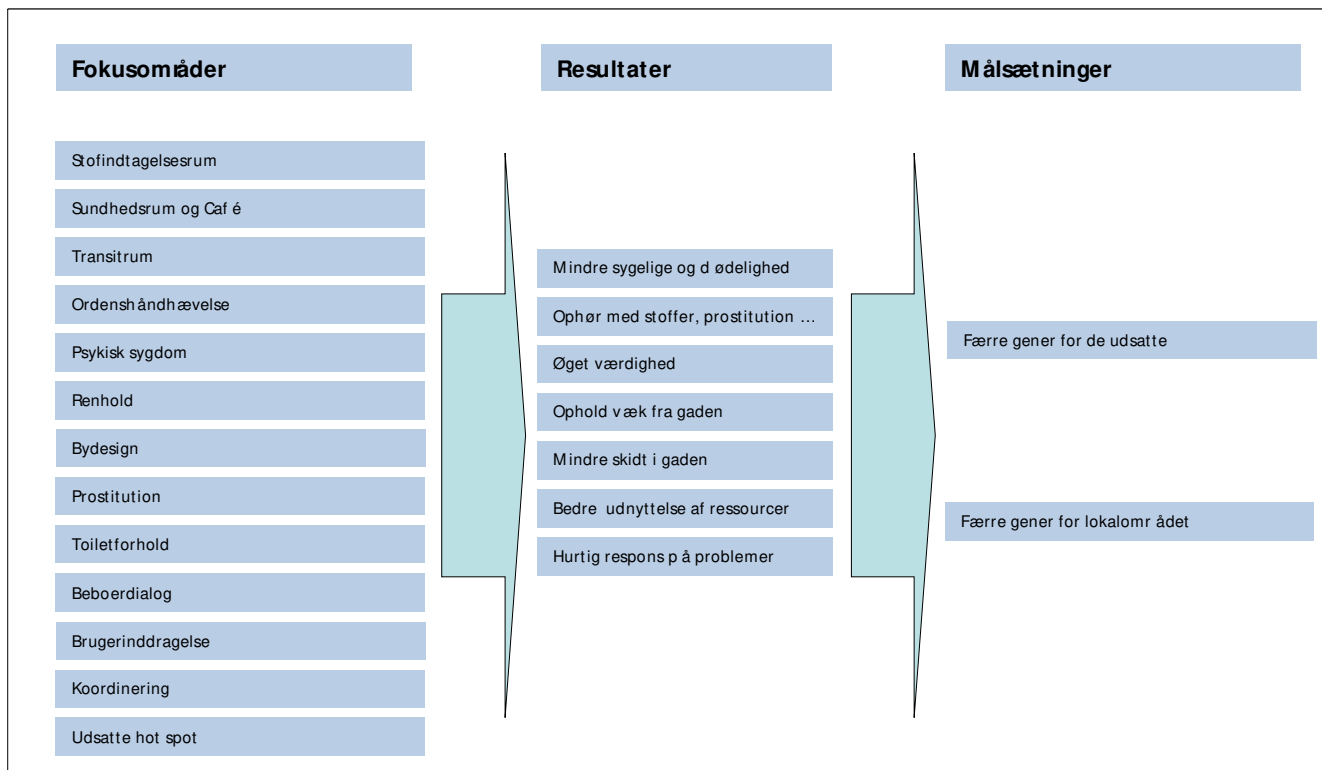 Fokusområder
Resultater
Målsætninger
Stofindtagelsesrum
Sundhedsrum og Café
Transitrum
Ordenshåndhævelse
Psykisk sygdom
Renhold
Bydesign
Prostitution
Toiletforhold
Beboerdialog
Brugerinddragelse
Koordinering
Udsatte hot spot
Mindre sygelige og dødelighed
Ophør med stoffer, prostitution ...
Øget værdighed
Ophold væk fra gaden
Mindre skidt i gaden
Bedre udnyttelse af ressourcer
Hurtig respons på problemer
Færre gener for de udsatte
Færre gener for lokalområdet